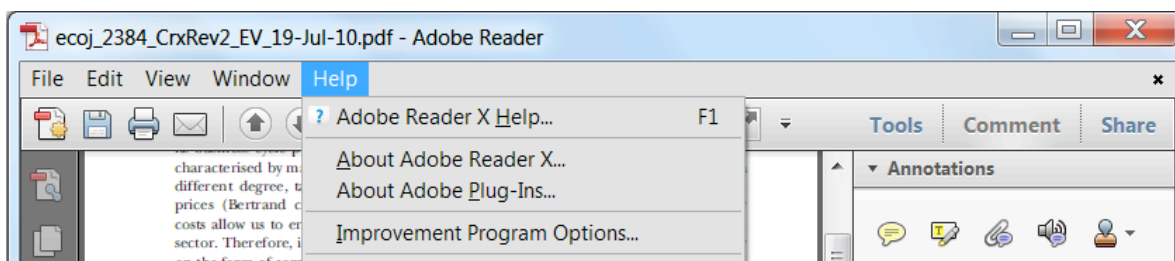 ecoj_2384_CrxRev2_EV_19-Jul-10.pdf - Adobe Reader
File Edit View Window Help
? Adobe Reader X Help... F1
Tools Comment Share
characterised by
About Adobe Reader X...
Annotations
different degree,
About Adobe Plug-Ins...
prices (Bertrand
costs allow us to
Improvement Program Options...
sector. Therefore,